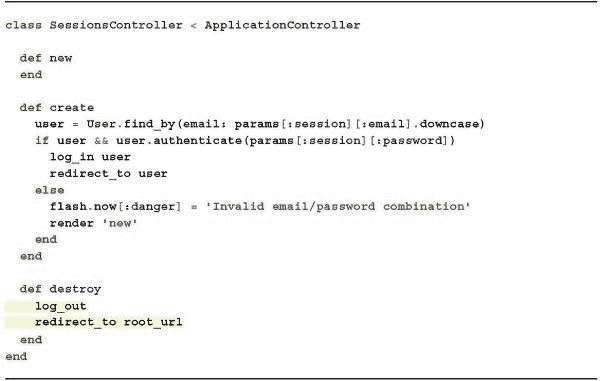 class SessionsController < ApplicationController
def new
end
def create
user = User.find_by(email: params[:session][:email].downcase)
if user && user.authenticate(params[:session][:password])
log_in user
redirect_to user
else
flash.now[:danger] = 'Invalid email/password combination'
render 'new'
end
end
def destroy
log_out
redirect_to root_url
end
end